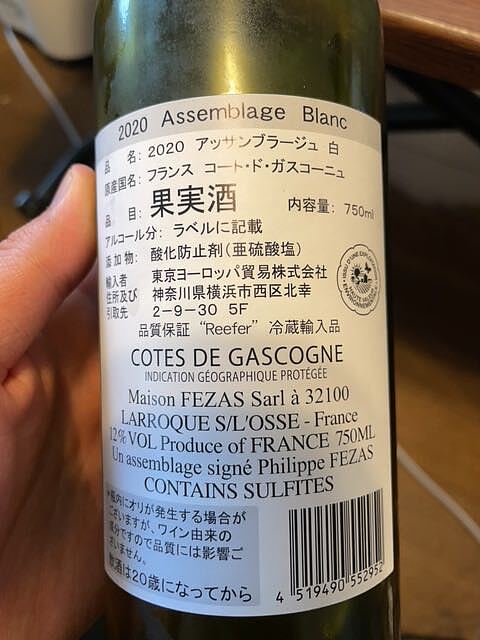 2020 Assemblage Blanc
品 名: 2020 アッサンブラージュ 白
原産国名: フランス コート・ド・ガスコーニュ
品 目: 果実酒 内容量: 750ml
アルコール分: ラベルに記載
添加物: 酸化防止剤(亜硫酸塩)
輸入者 東京ヨーロッパ貿易株式会社
住所及び 神奈川県横浜市西区北幸
引取先 2-9-30 5F
品質保証 “Reefer” 冷蔵輸入品
COTES DE GASCOGNE
INDICATION GÉOGRAPHIQUE PROTÉGÉE
Maison FEZAS Sarl à 32100
LARROQUE S/L'OSSE - France
12%VOL Produce of FRANCE 750ML
Un assemblage signé Philippe FEZAS
CONTAINS SULFITES
*瓶内にオリが発生する場合が
ございますが、ワイン由来の
成分ですので品質には影響ご
ざいません。
飲酒は20歳になってから
4 519490 552952